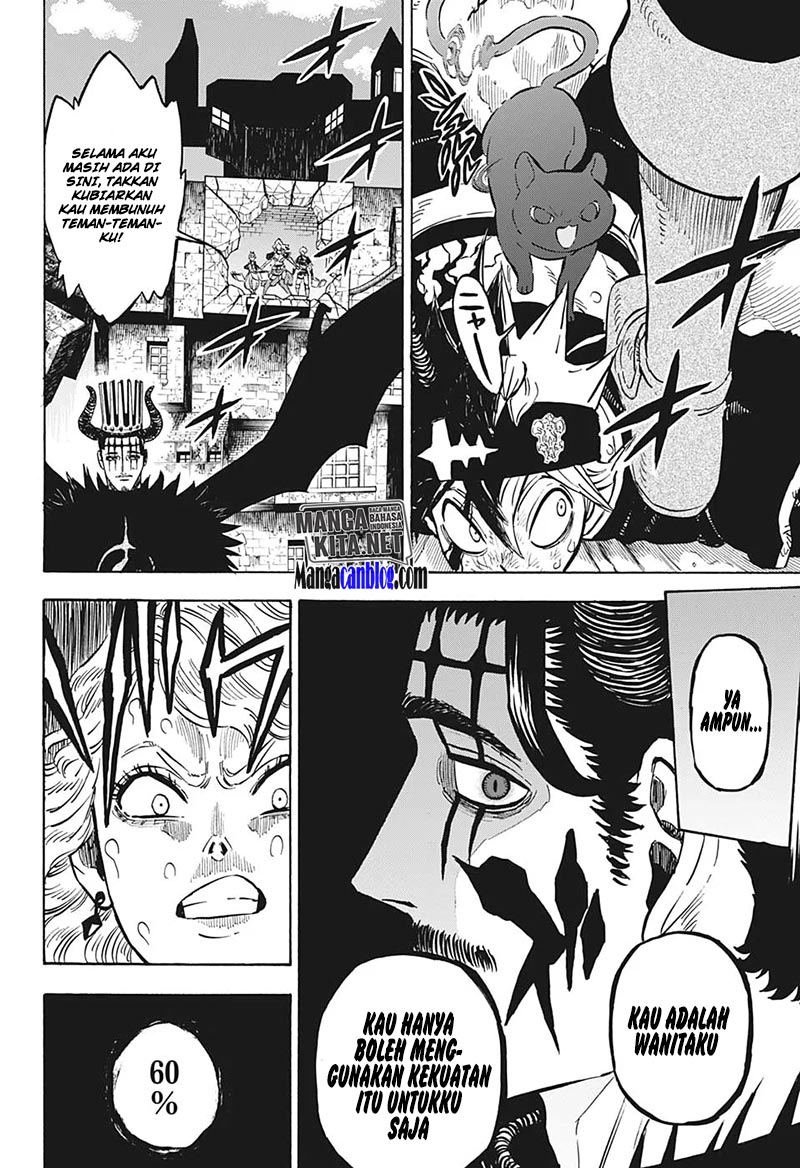 ニャー
SELAMA AKU
MASIH ADA DI
SINI, TAKKAN
KUBIARKAN
KAU MEMBUNUH
TEMAN-TEMAN-
KU!
MANGA
KITA.NET
BACA MANGA
BAHASA
INDONESIA
Mangacanblog.com
YA
AMPUN...
KAU ADALAH
WANITAKU
KAU HANYA
BOLEH MENG-
GUNAKAN KEKUATAN
ITU UNTUKKU
SAJA
60
%